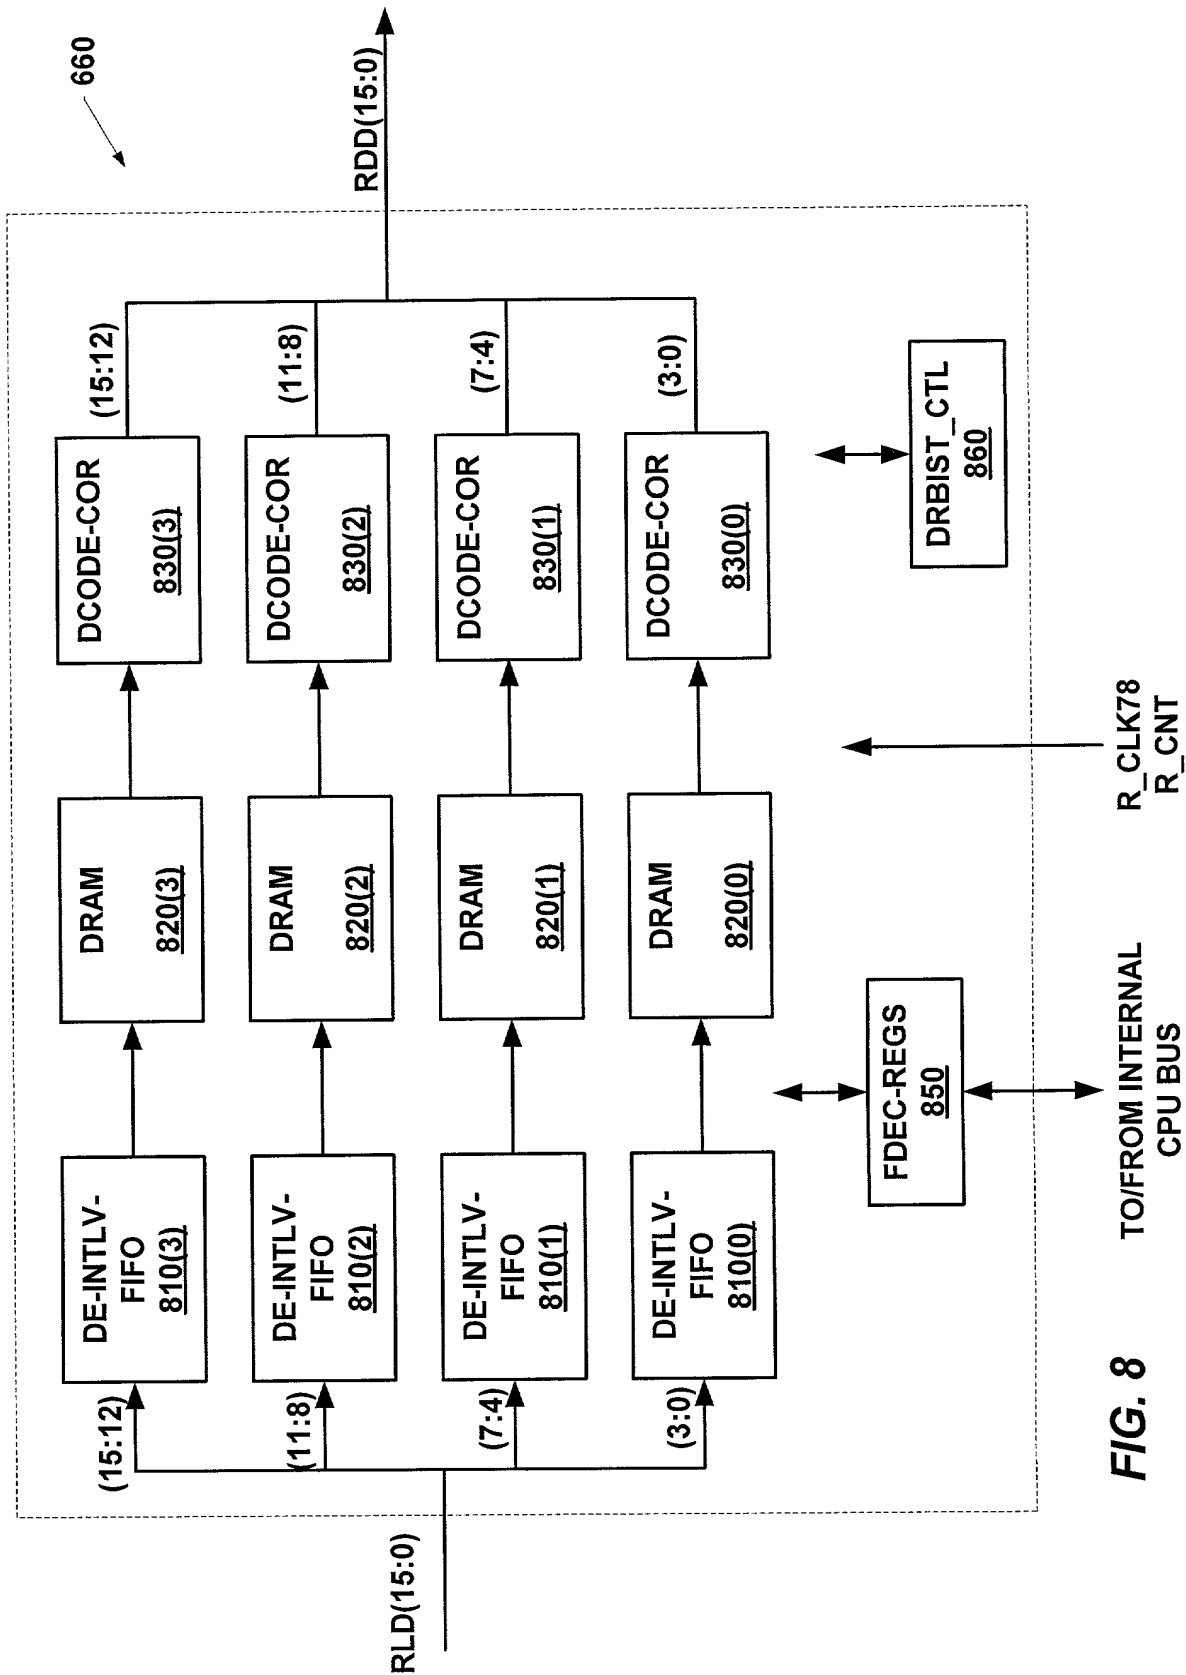 660
RLD(15:0)
RDD(15:0)
(15:12)
DE-INTLV-
FIFO
810(3)
DRAM
820(3)
DCODE-COR
830(3)
(15:12)
(11:8)
DE-INTLV-
FIFO
810(2)
DRAM
820(2)
DCODE-COR
830(2)
(11:8)
(7:4)
DE-INTLV-
FIFO
810(1)
DRAM
820(1)
DCODE-COR
830(1)
(7:4)
(3:0)
DE-INTLV-
FIFO
810(0)
DRAM
820(0)
DCODE-COR
830(0)
(3:0)
FDEC-REGS
850
DRBIST_CTL
860
TO/FROM INTERNAL
CPU BUS
R_CLK78
R_CNT
FIG. 8